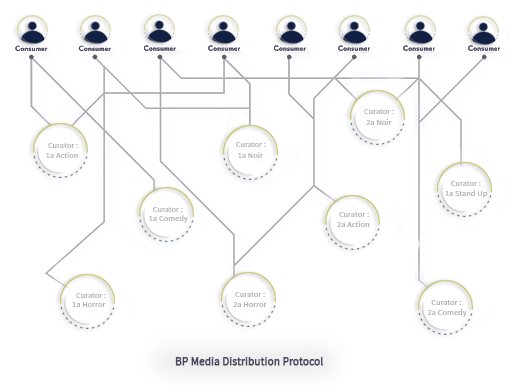 Consumer Consumer Consumer Consumer Consumer Consumer Consumer Consumer
Curator :
2a Noir
Curator :
1a Action
Curator :
1a Noir
Curator :
1a Stand Up
Curator :
1a Comedy
Curator :
2a Action
Curator :
1a Horror
Curator :
2a Horror
Curator :
2a Comedy
BP Media Distribution Protocol